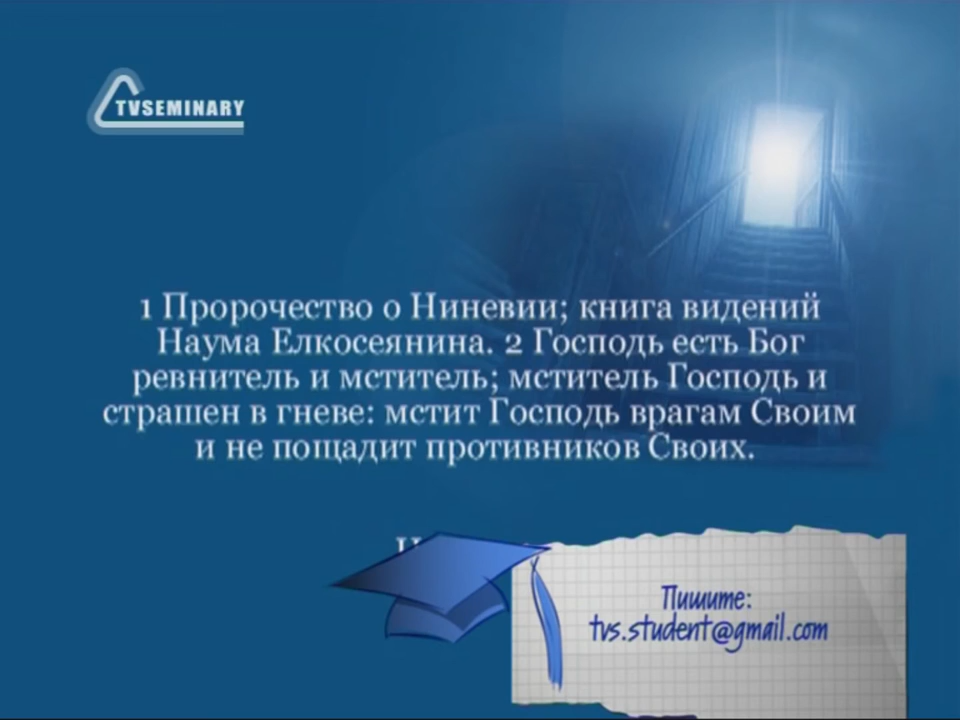 TVSEMINARY
1 Пророчество о Ниневии; книга видений
Наума Елкосеянина. 2 Господь есть Бог
ревнитель и мститель; мститель Господь и
страшен в гневе: мстит Господь врагам Своим
и не пощадит противников Своих.
Пишите:
tvs.student@gmail.com